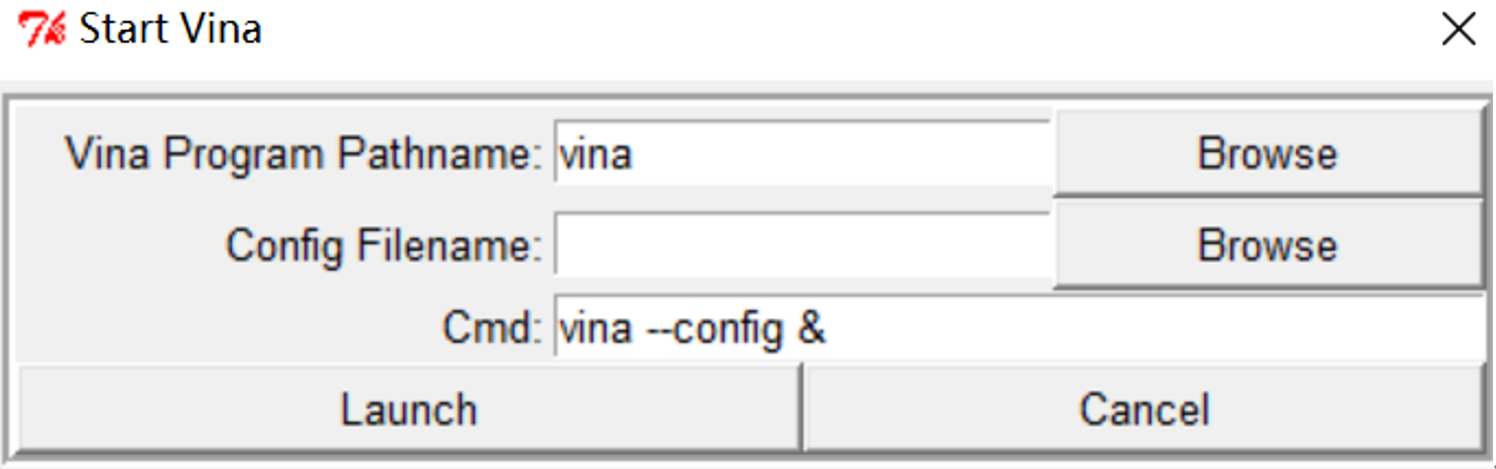 Start Vina
Vina Program Pathname: vina Browse
Config Filename: Browse
Cmd: vina --config &
Launch Cancel